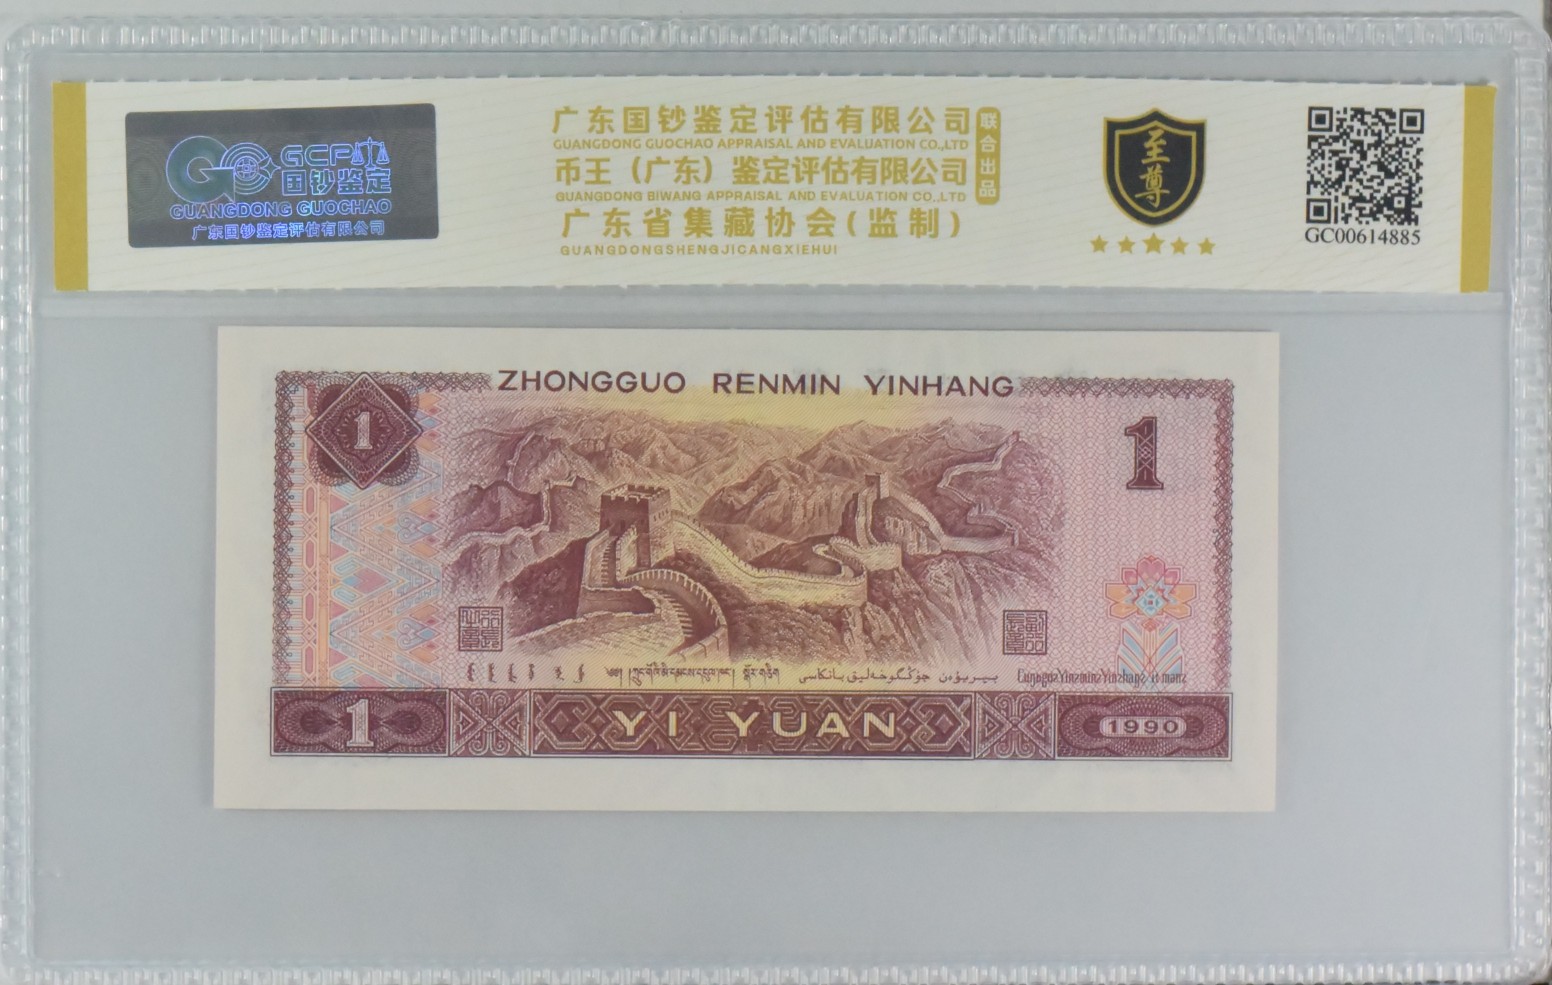 GCP
国钞鉴定
GUANGDONG GUOCHAO
广东国钞鉴定评估有限公司
广东国钞鉴定评估有限公司
GUANGDONG GUOCHAO APPRAISAL AND EVALUATION CO.,LTD
币王（广东）鉴定评估有限公司
GUANGDONG BIWANG APPRAISAL AND EVALUATION CO.,LTD
联合出品
广东省集藏协会(监制)
GUANGDONGSHENGJICANGXIEHUI
至尊
GC00614885
ZHONGGUO RENMIN YINHANG
1
1
1
YI YUAN
1990